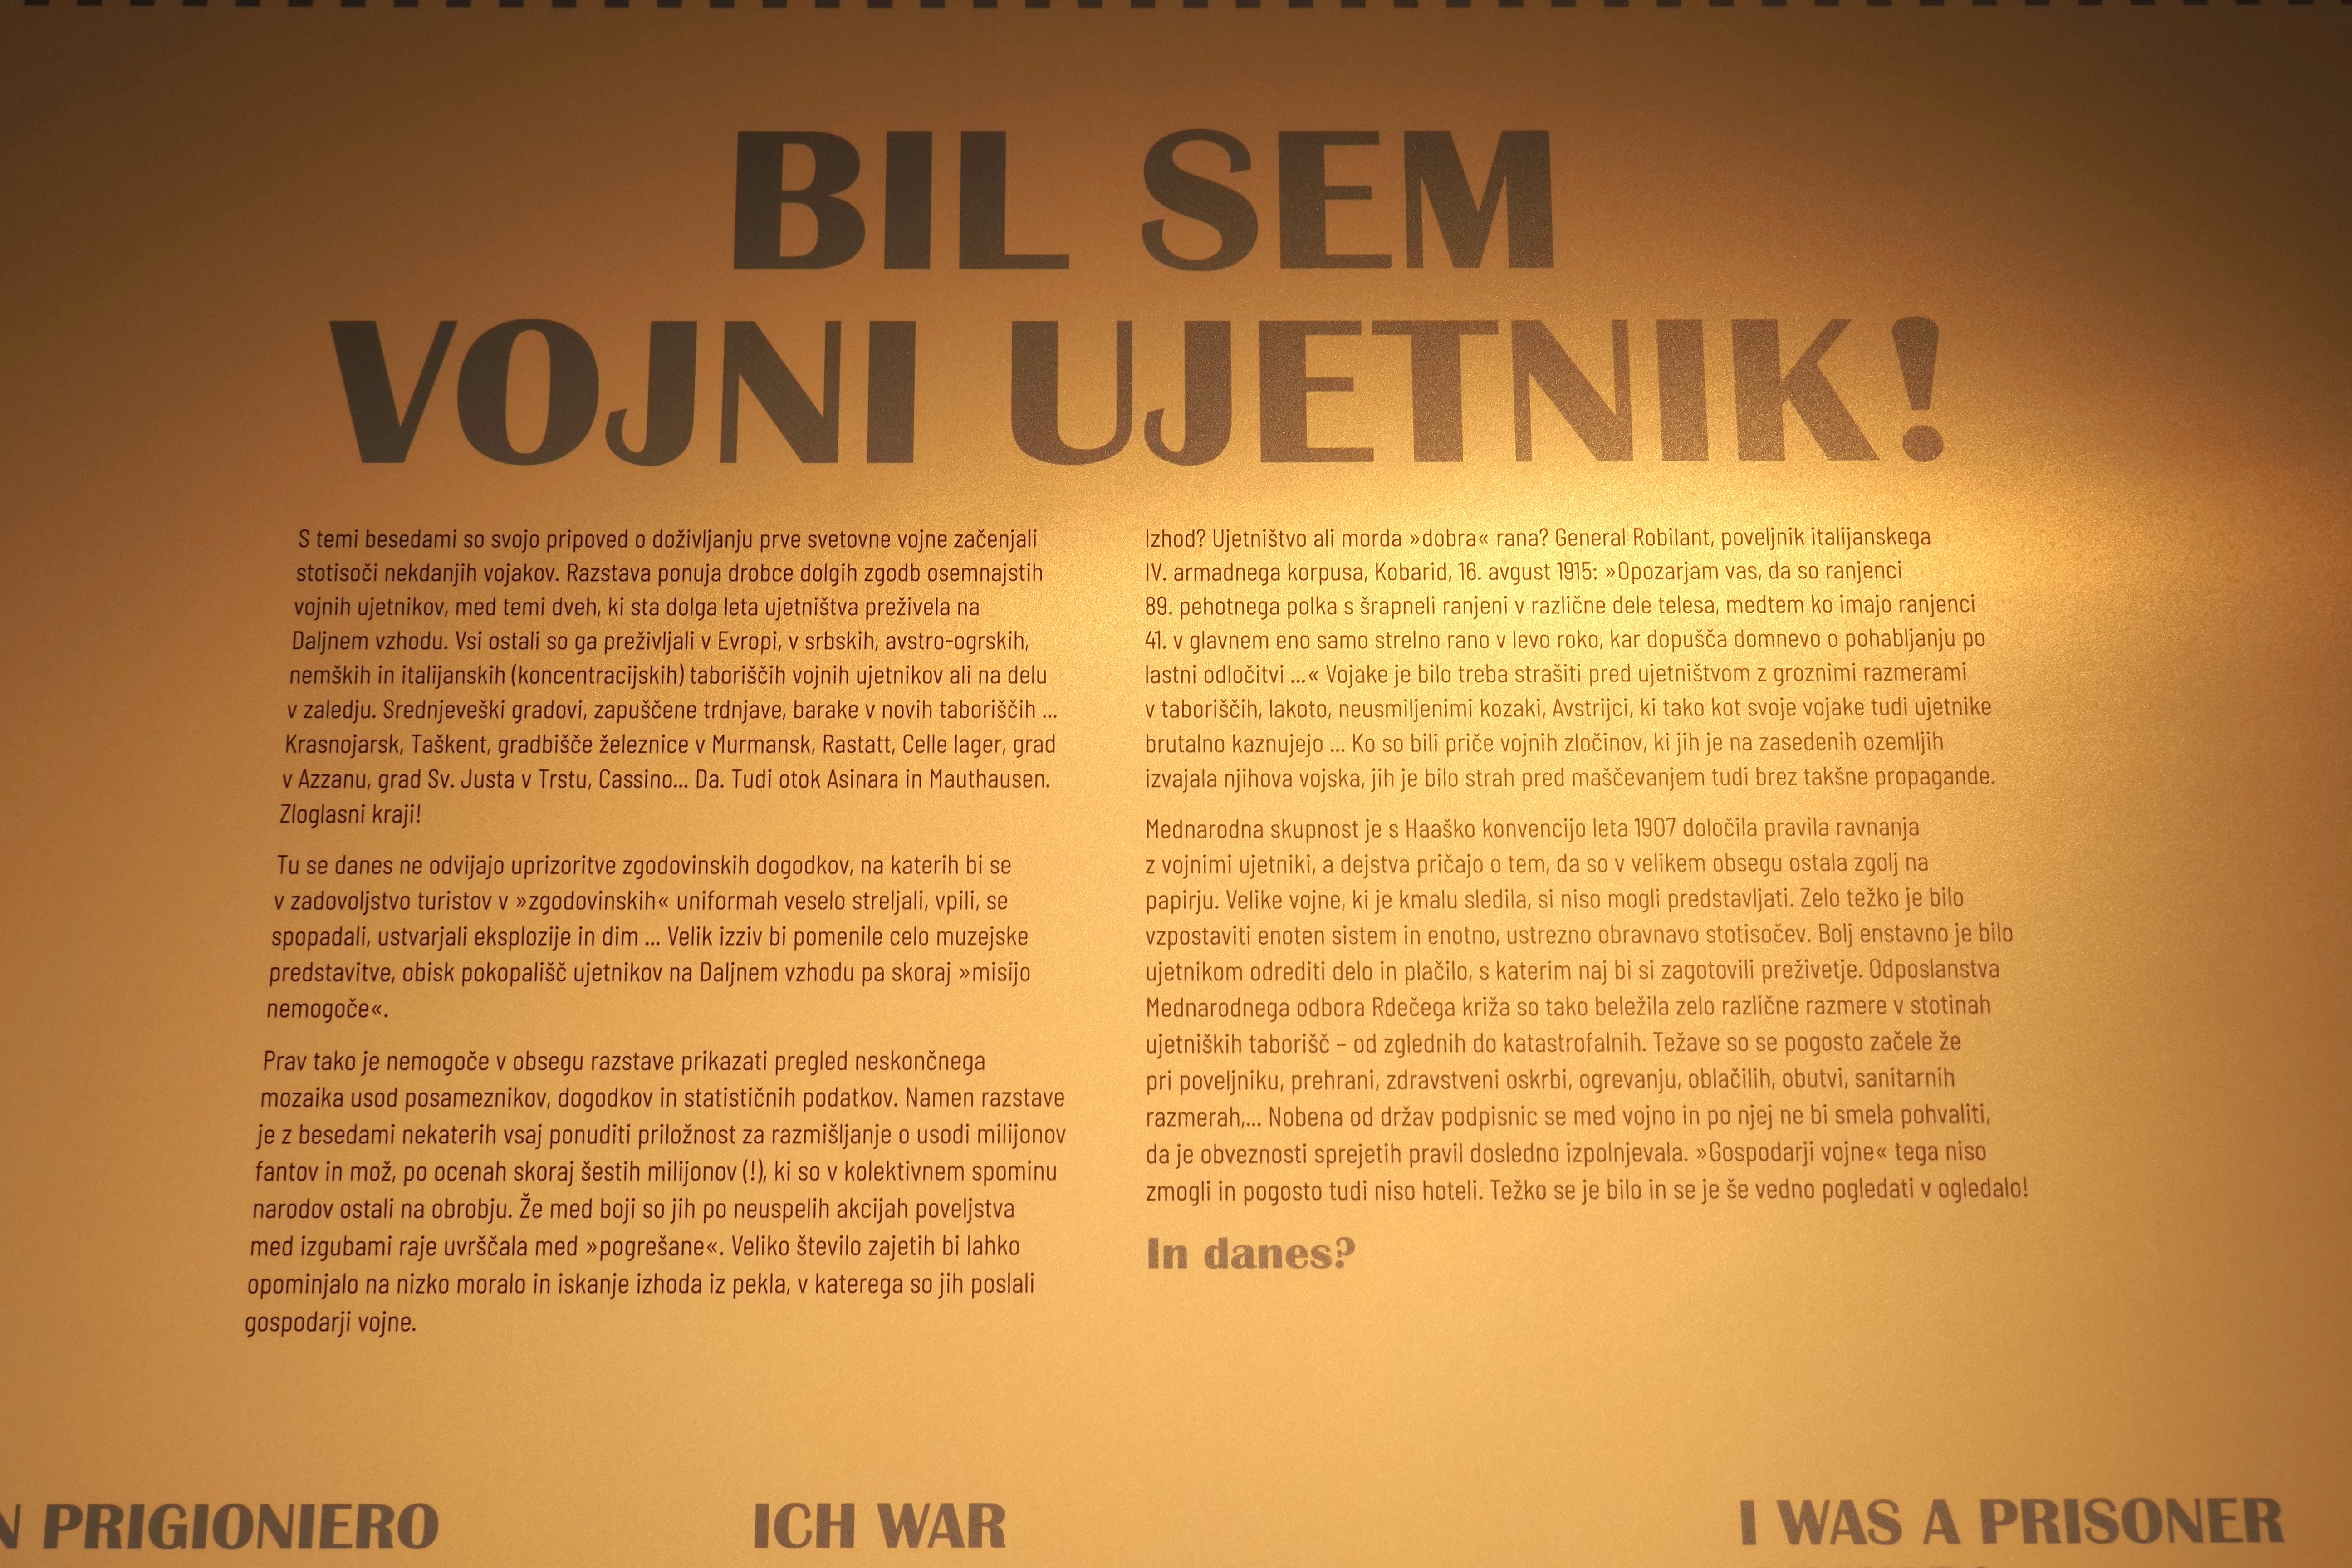 BIL SEM
VOJNI UJETNIK!
S temi besedami so svojo pripoved o doživljanju prve svetovne vojne začenjali
stotisoči nekdanjih vojakov. Razstava ponuja drobce dolgih zgodb osemnajstih
vojnih ujetnikov, med temi dveh, ki sta dolga leta ujetništva preživela na
Daljnem vzhodu. Vsi ostali so ga preživljali v Evropi, v srbskih, avstro-ogrskih,
nemških in italijanskih (koncentracijskih) taboriščih vojnih ujetnikov ali na delu
v zaledju. Srednjeveški gradovi, zapuščene trdnjave, barake v novih taboriščih ...
Krasnojarsk, Taškent, gradbišče železnice v Murmansk, Rastatt, Celle lager, grad
v Azzanu, grad Sv. Justa v Trstu, Cassino... Da. Tudi otok Asinara in Mauthausen.
Zloglasni kraji!
Tu se danes ne odvijajo uprizoritve zgodovinskih dogodkov, na katerih bi se
v zadovoljstvo turistov v »zgodovinskih« uniformah veselo streljali, vpili, se
spopadali, ustvarjali eksplozije in dim ... Velik izziv bi pomenile celo muzejske
predstavitve, obisk pokopališč ujetnikov na Daljnem vzhodu pa skoraj »misijo
nemogoče«.
Prav tako je nemogoče v obsegu razstave prikazati pregled neskončnega
mozaika usod posameznikov, dogodkov in statističnih podatkov. Namen razstave
je z besedami nekaterih vsaj ponuditi priložnost za razmišljanje o usodi milijonov
fantov in mož, po ocenah skoraj šestih milijonov (!), ki so v kolektivnem spominu
narodov ostali na obrobju. Že med boji so jih po neuspelih akcijah poveljstva
med izgubami raje uvrščala med »pogrešane«. Veliko število zajetih bi lahko
opominjalo na nizko moralo in iskanje izhoda iz pekla, v katerega so jih poslali
gospodarji vojne.
Izhod? Ujetništvo ali morda »dobra« rana? General Robilant, poveljnik italijanskega
IV. armadnega korpusa, Kobarid, 16. avgust 1915: »Opozarjam vas, da so ranjenci
89. pehotnega polka s šrapneli ranjeni v različne dele telesa, medtem ko imajo ranjenci
41. v glavnem eno samo strelno rano v levo roko, kar dopušča domnevo o pohabljanju po
lastni odločitvi ...« Vojake je bilo treba strašiti pred ujetništvom z groznimi razmerami
v taboriščih, lakoto, neusmiljenimi kozaki, Avstrijci, ki tako kot svoje vojake tudi ujetnike
brutalno kaznujejo ... Ko so bili priče vojnih zločinov, ki jih je na zasedenih ozemljih
izvajala njihova vojska, jih je bilo strah pred maščevanjem tudi brez takšne propagande.
Mednarodna skupnost je s Haaško konvencijo leta 1907 določila pravila ravnanja
z vojnimi ujetniki, a dejstva pričajo o tem, da so v velikem obsegu ostala zgolj na
papirju. Velike vojne, ki je kmalu sledila, si niso mogli predstavljati. Zelo težko je bilo
vzpostaviti enoten sistem in enotno, ustrezno obravnavo stotisočev. Bolj enstavno je bilo
ujetnikom odrediti delo in plačilo, s katerim naj bi si zagotovili preživetje. Odposlanstva
Mednarodnega odbora Rdečega križa so tako beležila zelo različne razmere v stotinah
ujetniških taborišč – od zglednih do katastrofalnih. Težave so se pogosto začele že
pri poveljniku, prehrani, zdravstveni oskrbi, ogrevanju, oblačilih, obutvi, sanitarnih
razmerah,... Nobena od držav podpisnic se med vojno in po njej ne bi smela pohvaliti,
da je obveznosti sprejetih pravil dosledno izpolnjevala. »Gospodarji vojne« tega niso
zmogli in pogosto tudi niso hoteli. Težko se je bilo in se je še vedno pogledati v ogledalo!
In danes?
N PRIGIONIERO
ICH WAR
I WAS A PRISONER